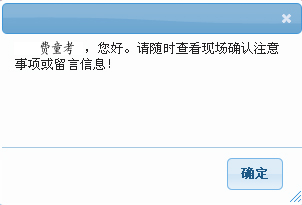 费童考 ，您好。请随时查看现场确认注意
事项或留言信息!
确定